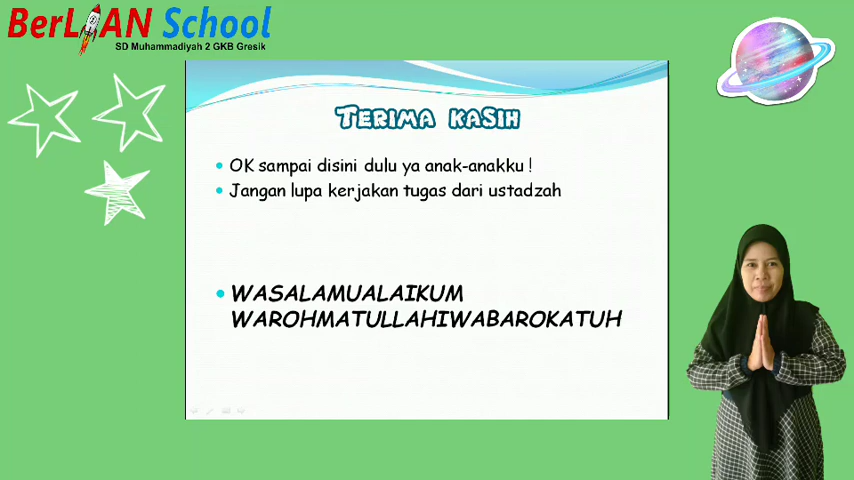 BerLIAN School
SD Muhammadiyah 2 GKB Gresik
TERIMA KASIH
OK sampai disini dulu ya anak-anakku !
Jangan lupa kerjakan tugas dari ustadzah
WASALAMUALAIKUM
WAROHMATULLAHIWABAROKATUH